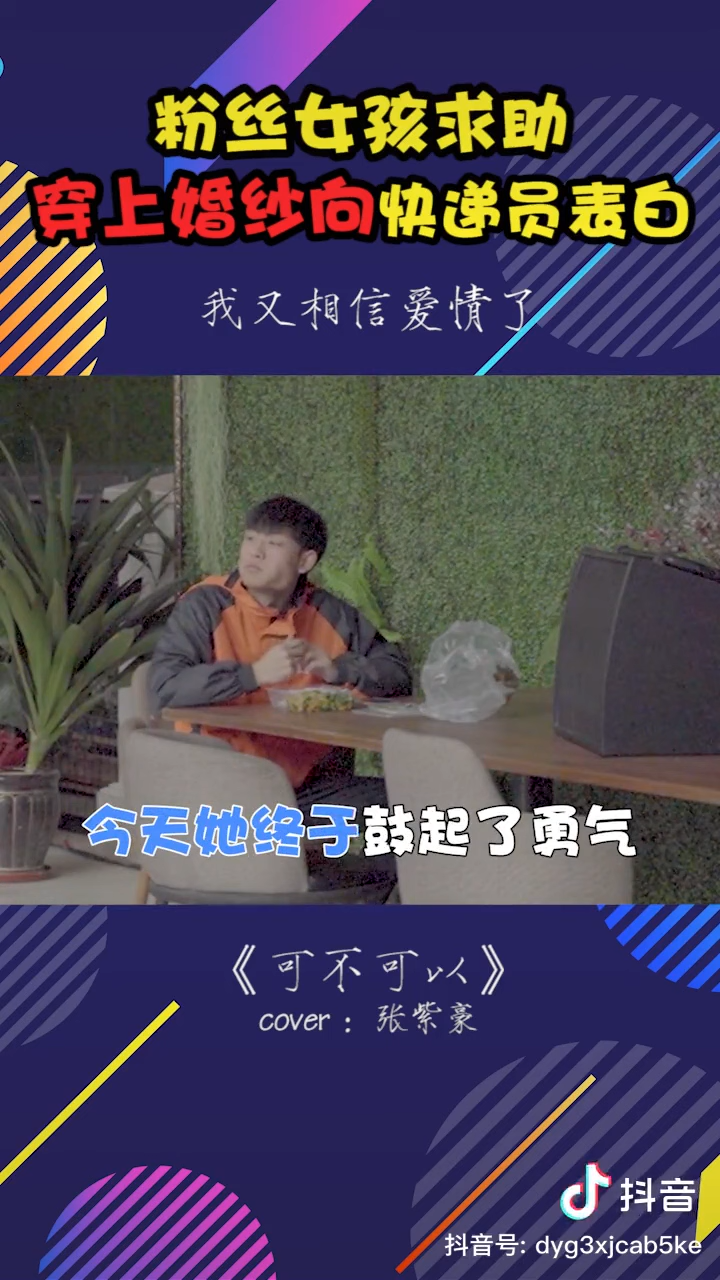 粉丝女孩求助
穿上婚纱向快递员表白
我又相信爱情了
今天她终于鼓起了勇气
《可不可以》
cover：张紫豪
抖音
抖音号: dyg3xjcab5ke